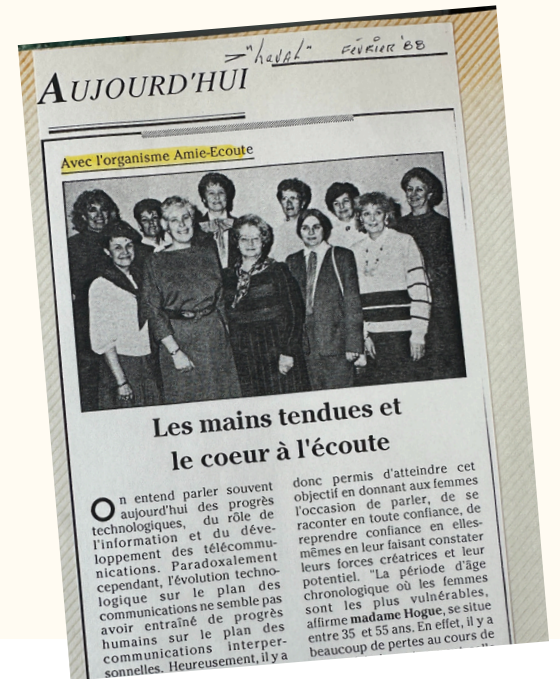 "Laval" FÉVRIER '88
AUJOURD'HUI
Avec l'organisme Amie-Ecoute
Les mains tendues et
le coeur à l'écoute
On entend parler souvent
aujourd'hui des progrès
technologiques, du rôle de
l'information et du déve-
loppement des télécommu-
nications. Paradoxalement
cependant, l'évolution techno-
logique sur le plan des
communications ne semble pas
avoir entraîné de progrès
humains sur le plan des
communications interper-
sonnelles. Heureusement, il y a
donc permis d'atteindre cet
objectif en donnant aux femmes
l'occasion de parler, de se
raconter en toute confiance, de
reprendre confiance en elles-
mêmes en leur faisant constater
leurs forces créatrices et leur
potentiel. "La période d'âge
chronologique où les femmes
sont les plus vulnérables,
affirme madame Hogue, se situe
entre 35 et 55 ans. En effet, il y a
beaucoup de pertes au cours de